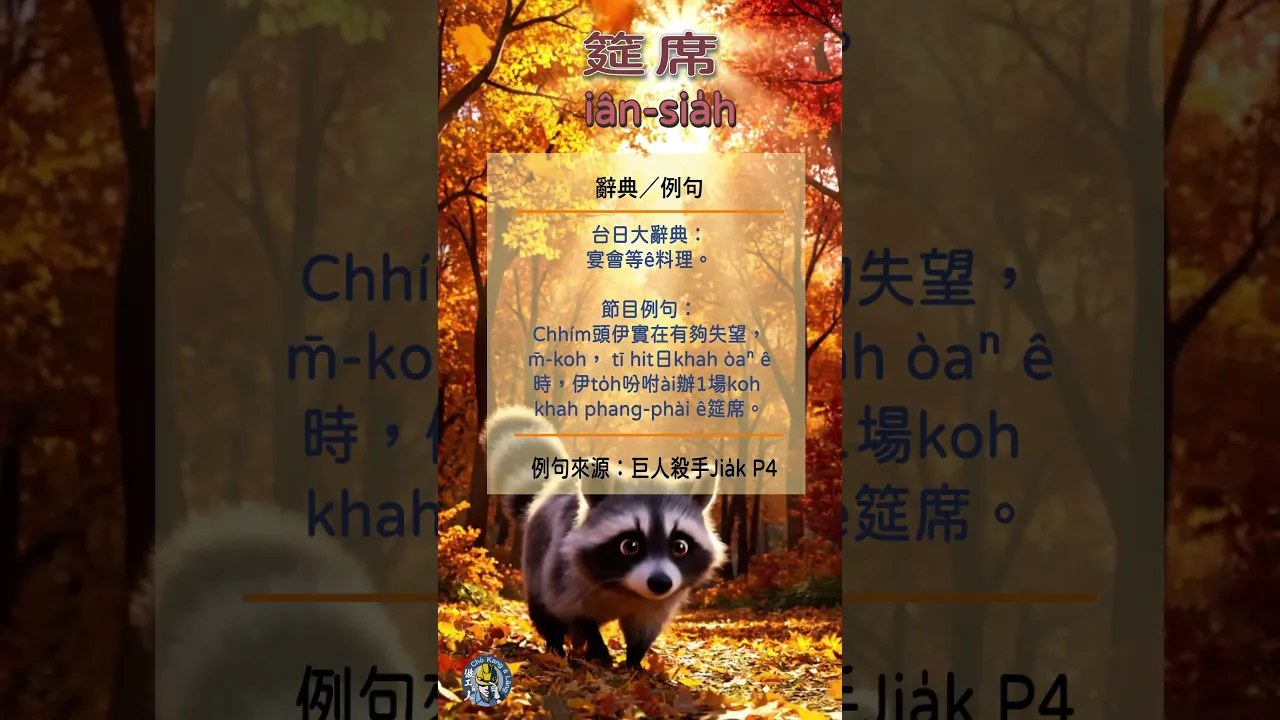 筵席
iân-sia̍h
辭典／例句
台日大辭典：
宴會等ê料理。
節目例句：
Chhím頭伊實在有夠失望，
m̄-koh， tī hit日khah òaⁿ ê
時，伊to̍h吩咐ài辦1場koh
khah phang-phài ê筵席。
例句來源：巨人殺手Jia̍k P4
Chò Kang ê Lâng